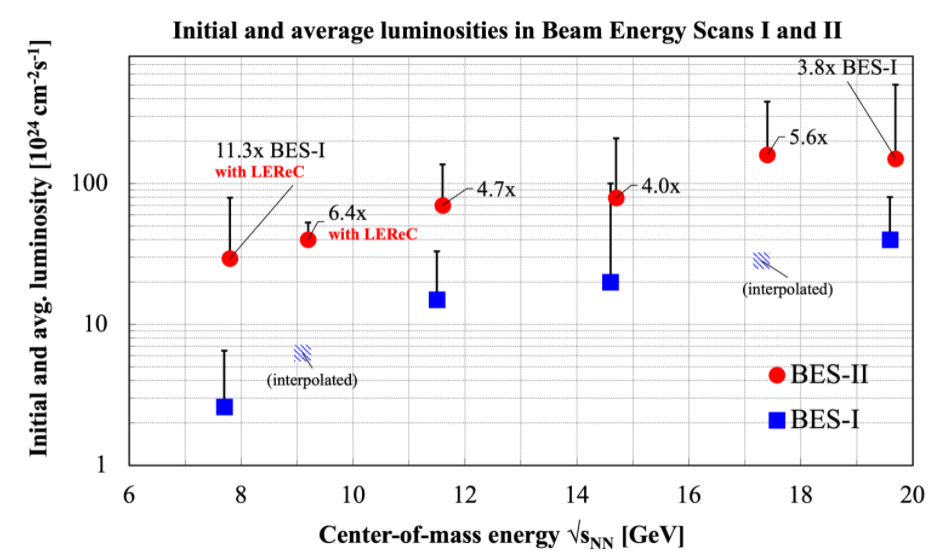 Initial and average luminosities in Beam Energy Scans I and II
Initial and avg. luminosity [10²⁴ cm⁻²s⁻¹]
100
10
1
3.8x BES-I
5.6x
11.3x BES-I
with LEReC
6.4x
with LEReC
4.7x
4.0x
(interpolated)
(interpolated)
BES-II
BES-I
6 8 10 12 14 16 18 20
Center-of-mass energy √sNN [GeV]